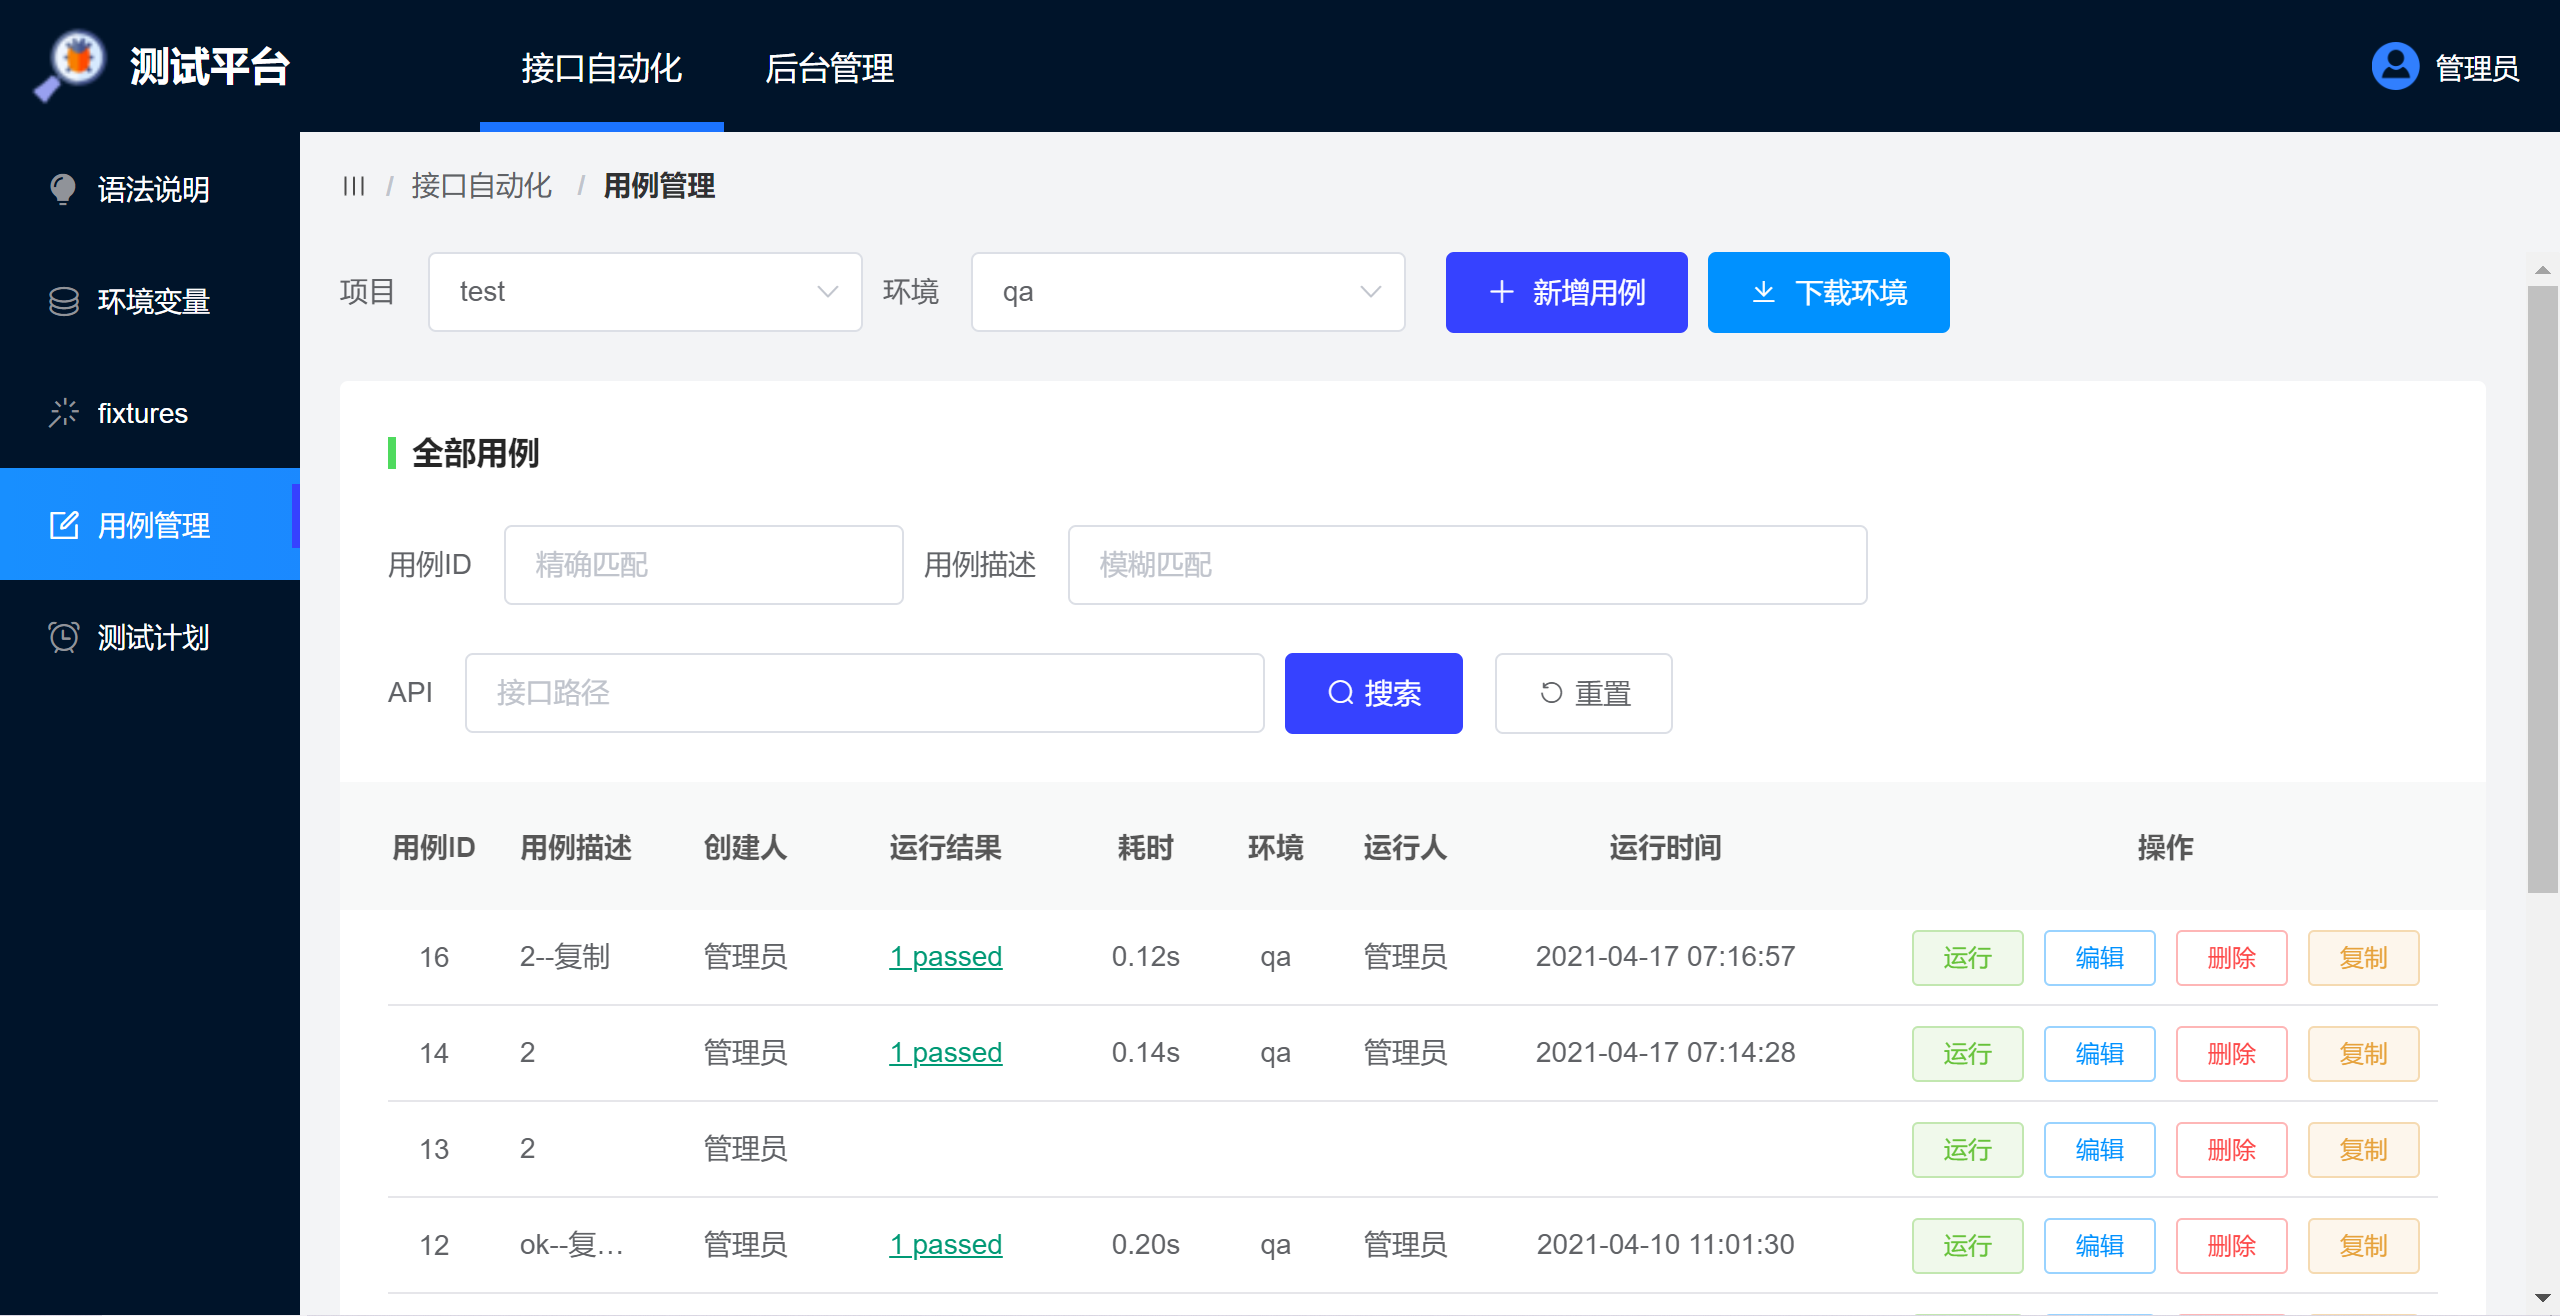 测试平台
接口自动化 后台管理
管理员
语法说明
环境变量
fixtures
用例管理
测试计划
/ 接口自动化 / 用例管理
项目 test 环境 qa 新增用例 下载环境
全部用例
用例ID 精确匹配 用例描述 模糊匹配
API 接口路径 搜索 重置
用例ID 用例描述 创建人 运行结果 耗时 环境 运行人 运行时间 操作
16 2--复制 管理员 1 passed 0.12s qa 管理员 2021-04-17 07:16:57 运行 编辑 删除 复制
14 2 管理员 1 passed 0.14s qa 管理员 2021-04-17 07:14:28 运行 编辑 删除 复制
13 2 管理员 运行 编辑 删除 复制
12 ok--复... 管理员 1 passed 0.20s qa 管理员 2021-04-10 11:01:30 运行 编辑 删除 复制